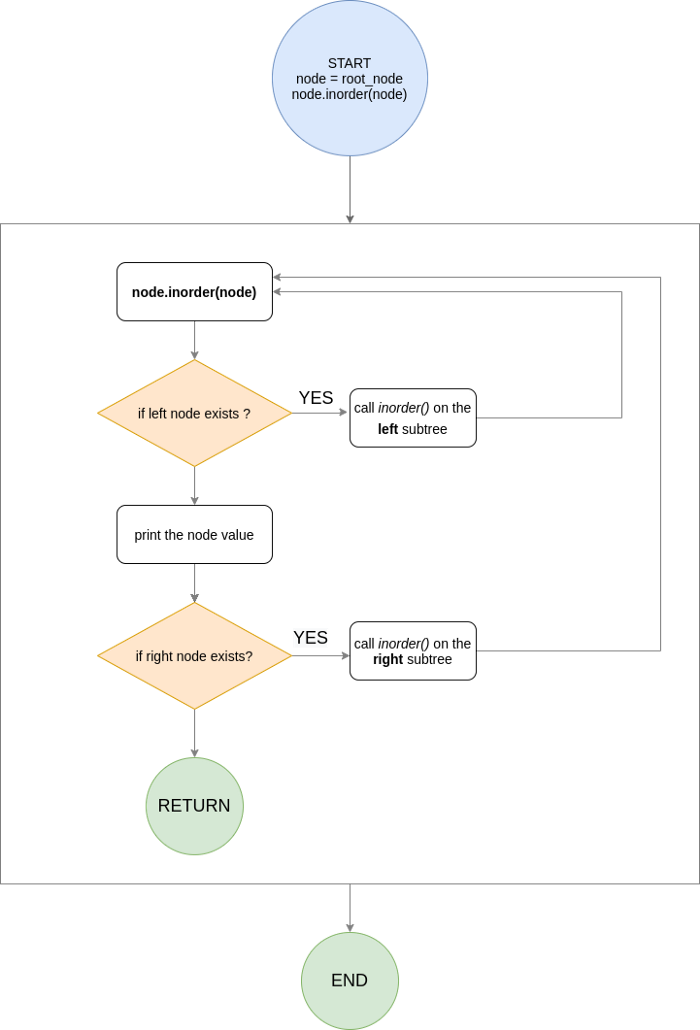 START
node = root_node
node.inorder(node)
node.inorder(node)
if left node exists ?
YES
call inorder() on the
left subtree
print the node value
if right node exists?
YES
call inorder() on the
right subtree
RETURN
END